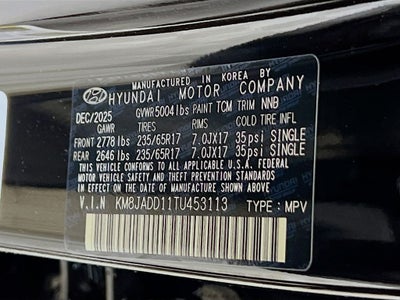 MANUFACTURED IN KOREA BY
HYUNDAI MOTOR COMPANY
DEC/2025 GVWR 5004 lbs PAINT TCM TRIM NNB
GAWR TIRES RIMS COLD TIRE INFL
FRONT 2778 lbs 235/65R17 7.0JX17 35psi SINGLE
REAR 2646 lbs 235/65R17 7.0JX17 35psi SINGLE
THIS VEHICLE CONFORMS TO ALL APPLICABLE
U.S. FEDERAL MOTOR VEHICLE SAFETY STANDARDS
IN EFFECT ON THE DATE OF MANUFACTURE SHOWN ABOVE
V.I.N KM8JADD11TU453113 TYPE: MPV